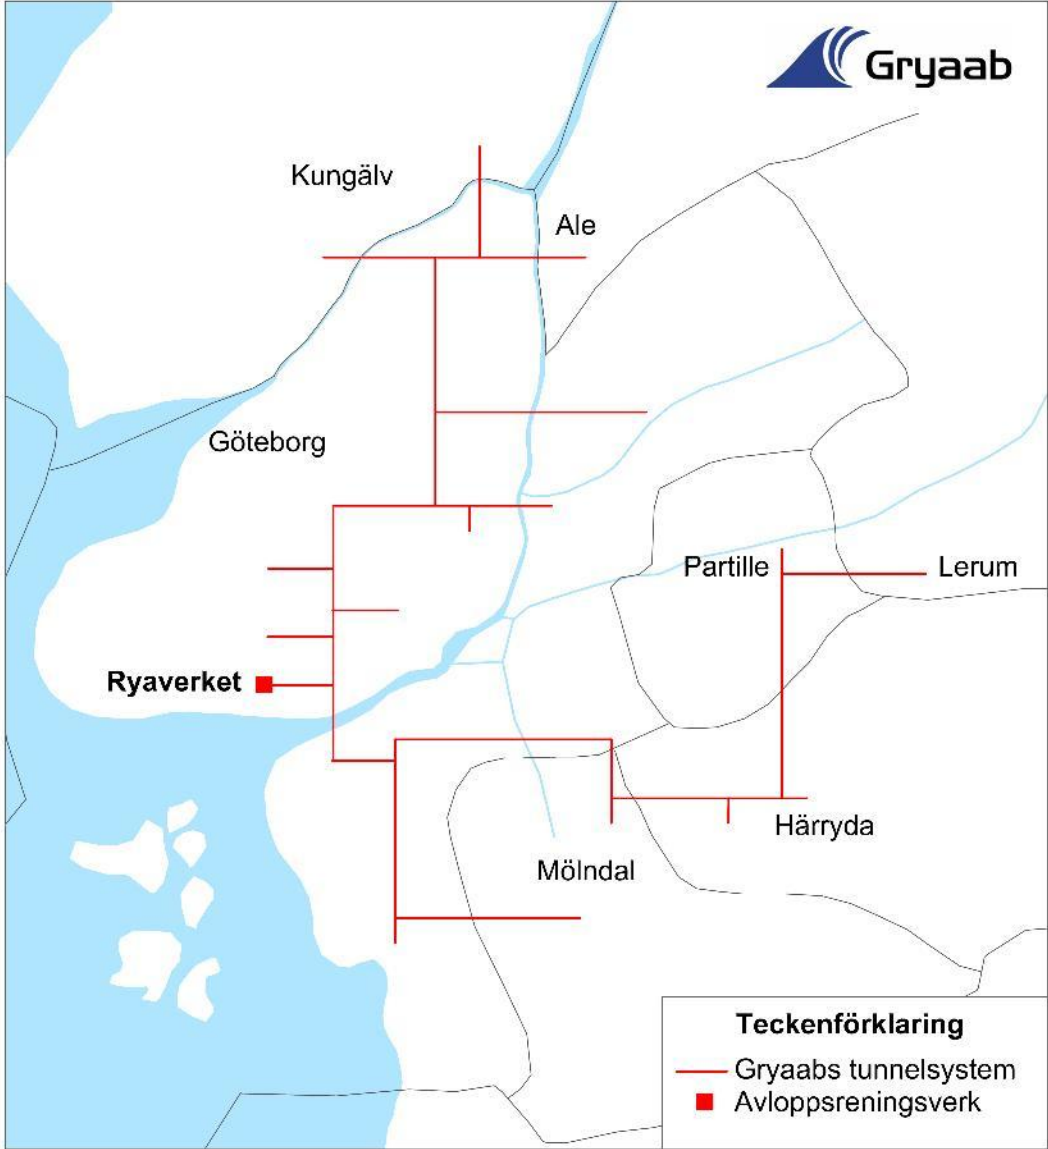 Gryaab
Kungälv
Ale
Göteborg
Partille
Lerum
Ryaverket
Härryda
Mölndal
Teckenförklaring
Gryaabs tunnelsystem
Avloppsreningsverk